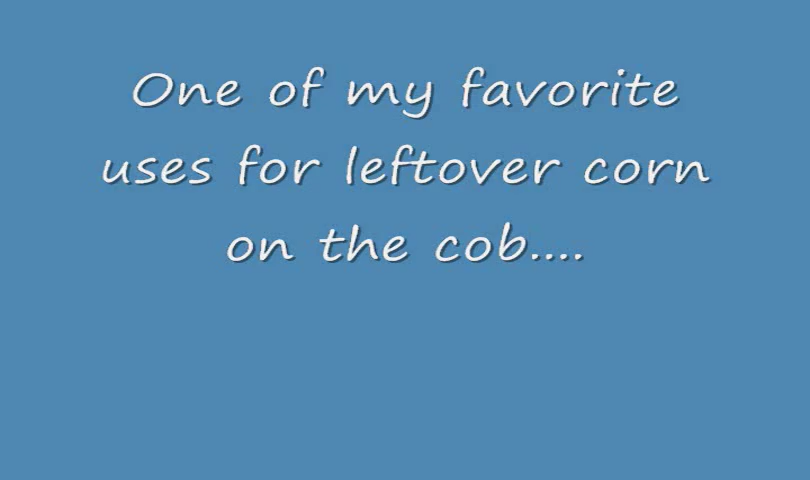 One of my favorite
uses for leftover corn
on the cob....